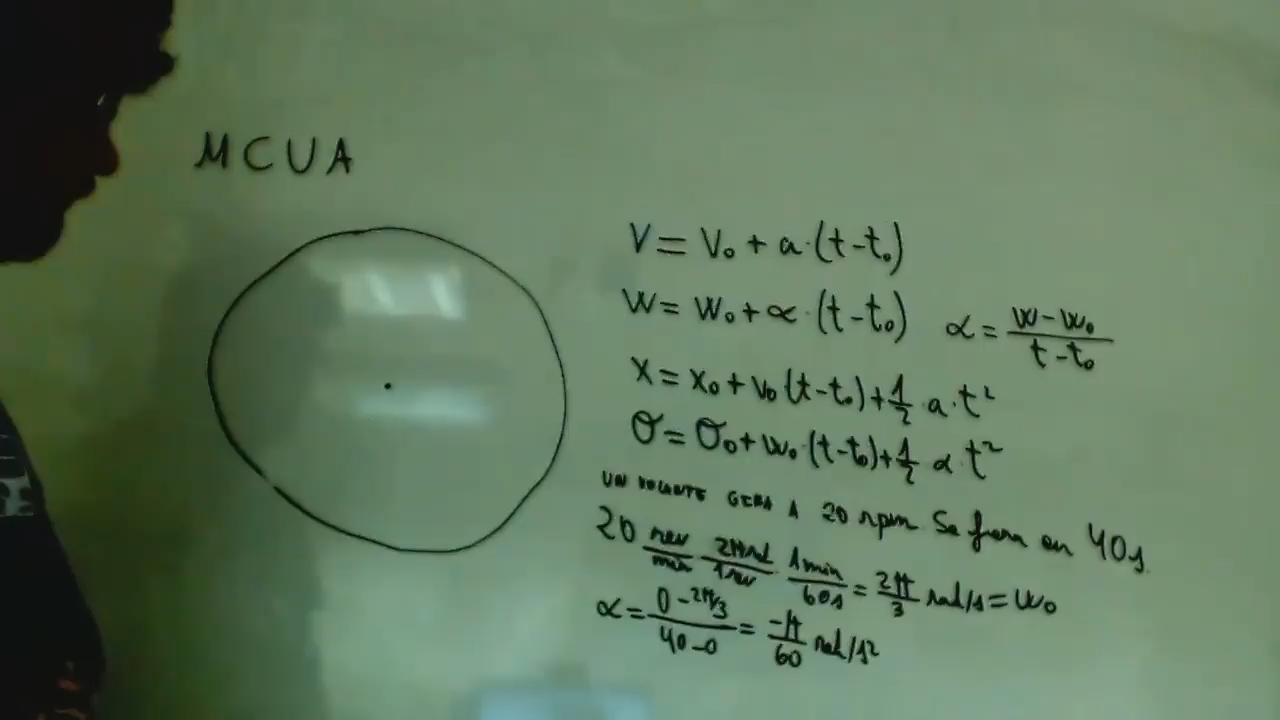 MCUA
V = V₀ + a·(t-t₀)
W = W₀ + α·(t-t₀)  α = (W-W₀)/(t-t₀)
X = X₀ + V₀(t-t₀) + 1/2 a·t²
Θ = Θ₀ + W₀·(t-t₀) + 1/2 α t²
UN VOLANTE GIRA A 20 rpm Se frena en 40s.
20 rev/min · 2π rad/1 rev · 1 min/60s = 2π/3 rad/s = W₀
α = (0-2π/3)/(40-0) = -π/60 rad/s²